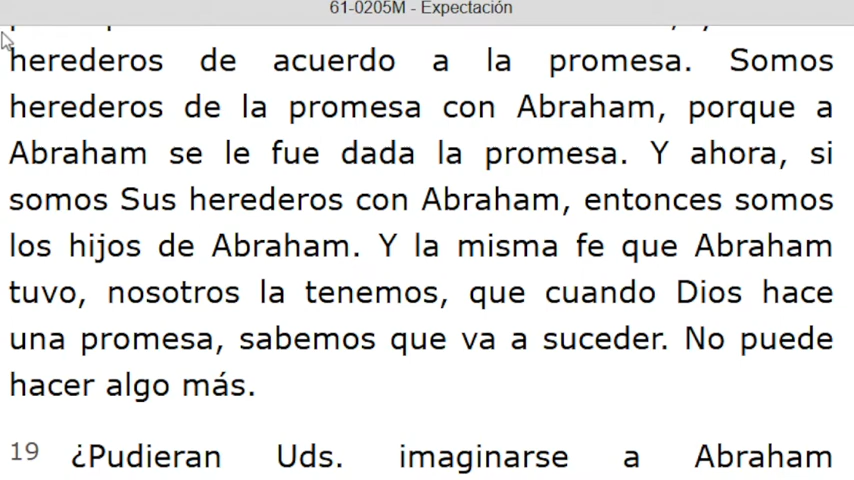 61-0205M - Expectación
herederos de acuerdo a la promesa. Somos
herederos de la promesa con Abraham, porque a
Abraham se le fue dada la promesa. Y ahora, si
somos Sus herederos con Abraham, entonces somos
los hijos de Abraham. Y la misma fe que Abraham
tuvo, nosotros la tenemos, que cuando Dios hace
una promesa, sabemos que va a suceder. No puede
hacer algo más.
19 ¿Pudieran Uds. imaginarse a Abraham